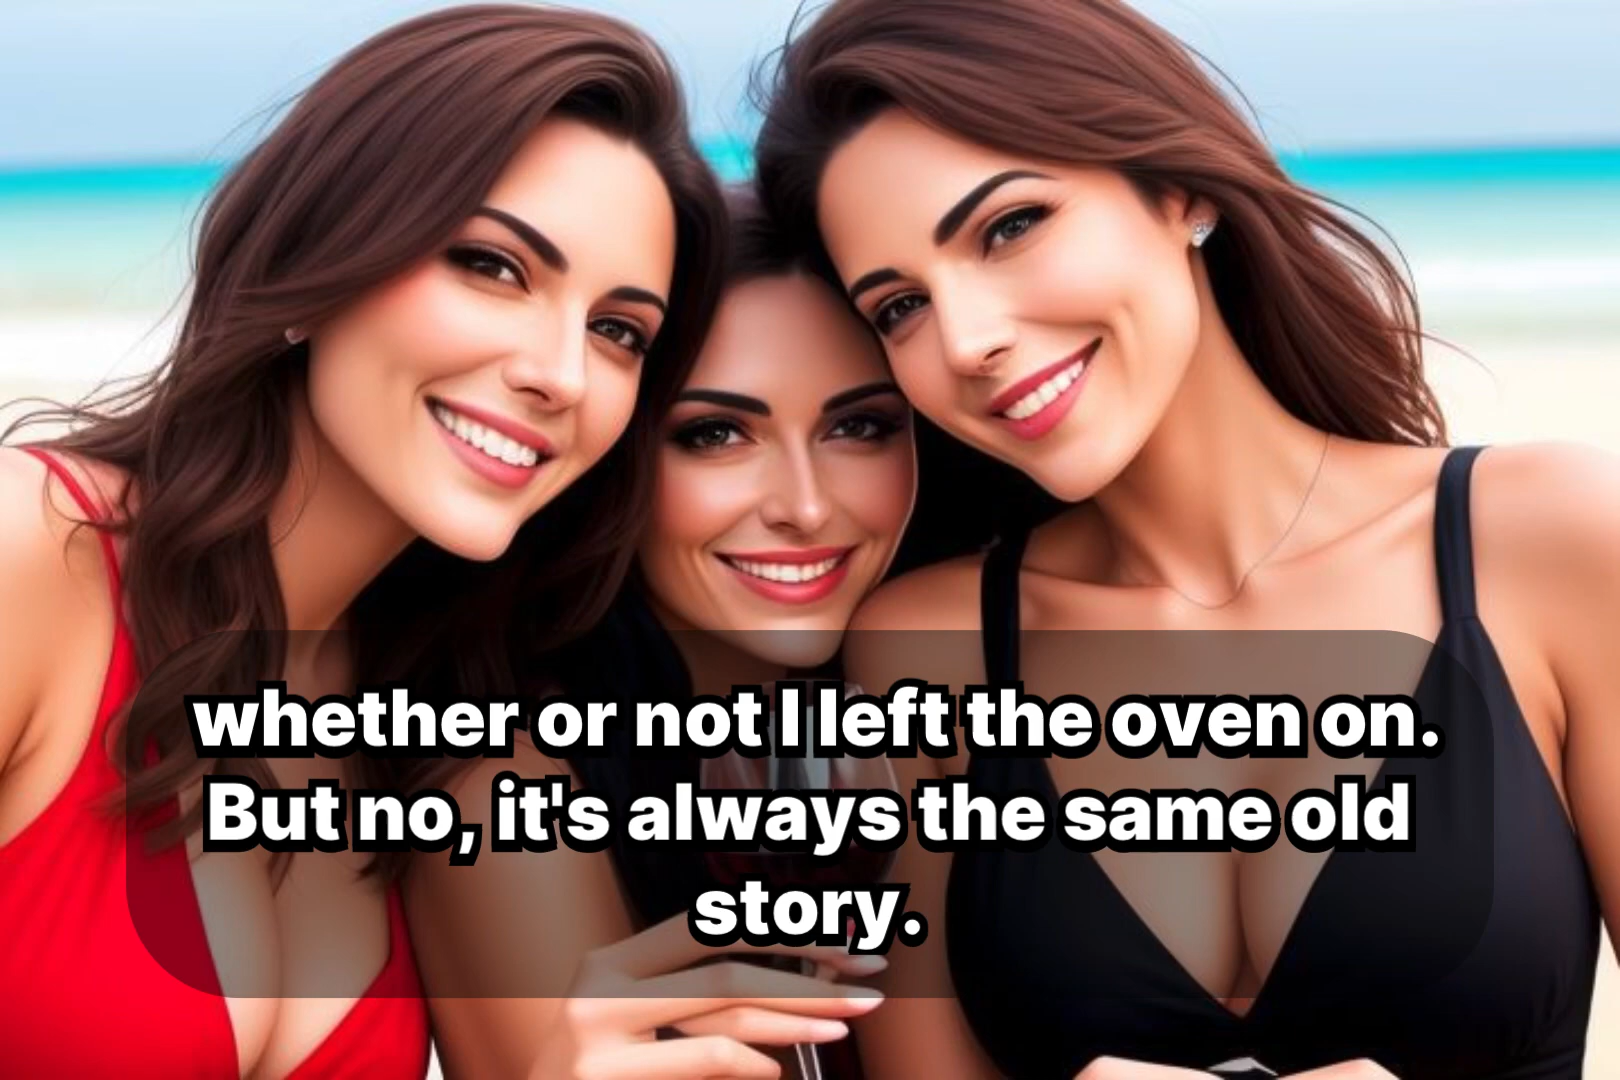 whether or not I left the oven on.
But no, it's always the same old
story.